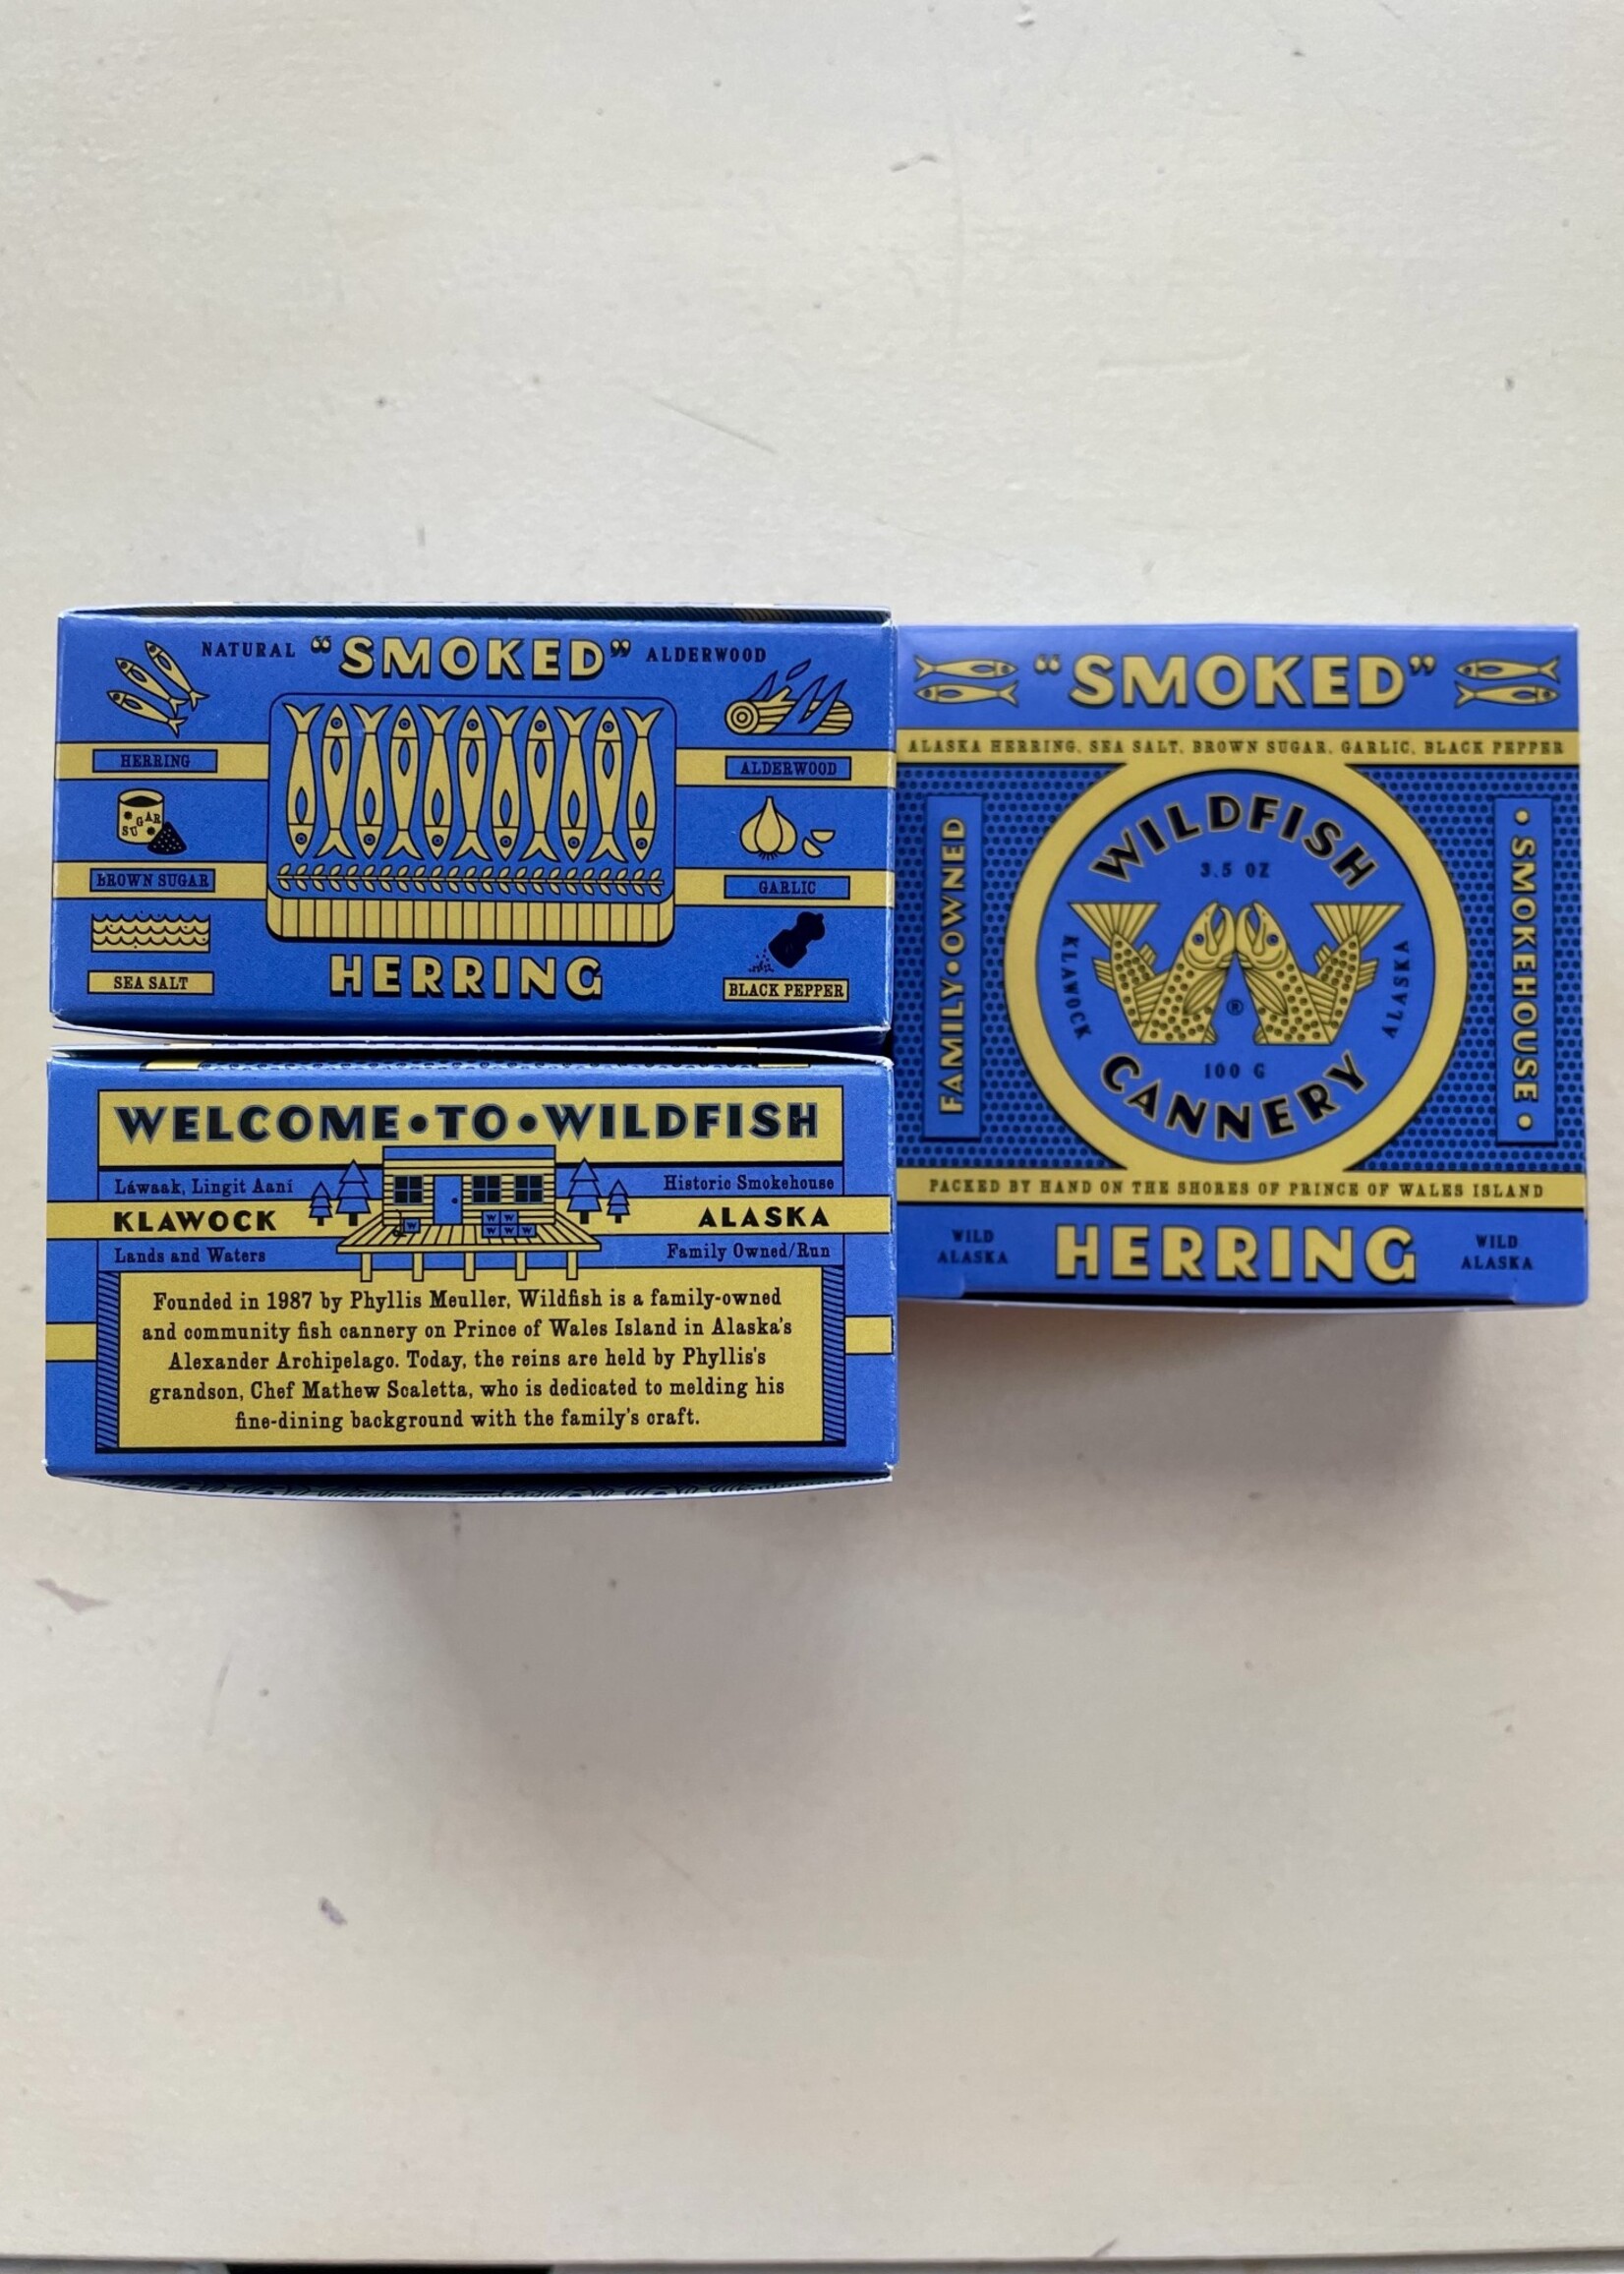 NATURAL “SMOKED” ALDERWOOD
HERRING
ALDERWOOD
SUGAR
BROWN SUGAR
GARLIC
SEA SALT
BLACK PEPPER
HERRING
WELCOME•TO•WILDFISH
Láwaak, Lingit Aaní
Historic Smokehouse
KLAWOCK
ALASKA
Lands and Waters
Family Owned/Run
W
W W
W W W
Founded in 1987 by Phyllis Meuller, Wildfish is a family-owned
and community fish cannery on Prince of Wales Island in Alaska's
Alexander Archipelago. Today, the reins are held by Phyllis's
grandson, Chef Mathew Scaletta, who is dedicated to melding his
fine-dining background with the family's craft.
“SMOKED”
ALASKA HERRING, SEA SALT, BROWN SUGAR, GARLIC, BLACK PEPPER
FAMILY•OWNED
WILDFISH
3.5 OZ
KLAWOCK
ALASKA
®
100 G
CANNERY
• SMOKEHOUSE •
PACKED BY HAND ON THE SHORES OF PRINCE OF WALES ISLAND
WILD
ALASKA
HERRING
WILD
ALASKA